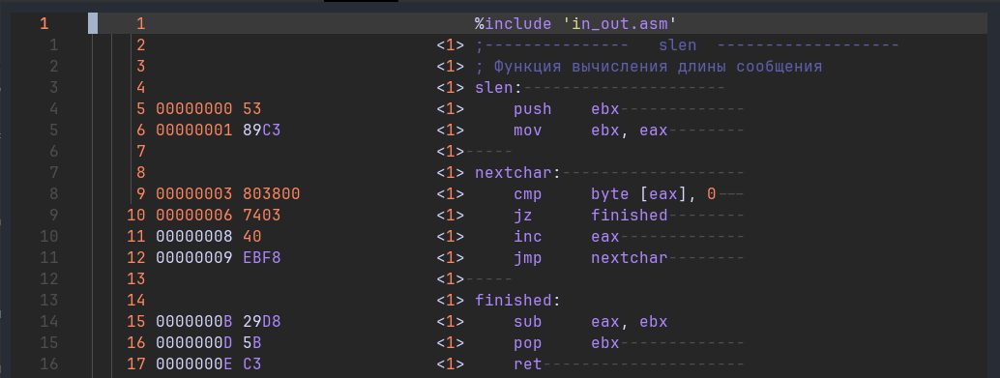 1 1 %include 'in_out.asm'
1 2 <1> ;--------------- slen -------------------
2 3 <1> ; Функция вычисления длины сообщения
3 4 <1> slen:---------------------
4 5 00000000 53 <1> push ebx-------------
5 6 00000001 89C3 <1> mov ebx, eax--------
6 7 <1>-----
7 8 <1> nextchar:-------------------
8 9 00000003 803800 <1> cmp byte [eax], 0---
9 10 00000006 7403 <1> jz finished--------
10 11 00000008 40 <1> inc eax-------------
11 12 00000009 EBF8 <1> jmp nextchar--------
12 13 <1>-----
13 14 <1> finished:
14 15 0000000B 29D8 <1> sub eax, ebx
15 16 0000000D 5B <1> pop ebx-------------
16 17 0000000E C3 <1> ret---------------------